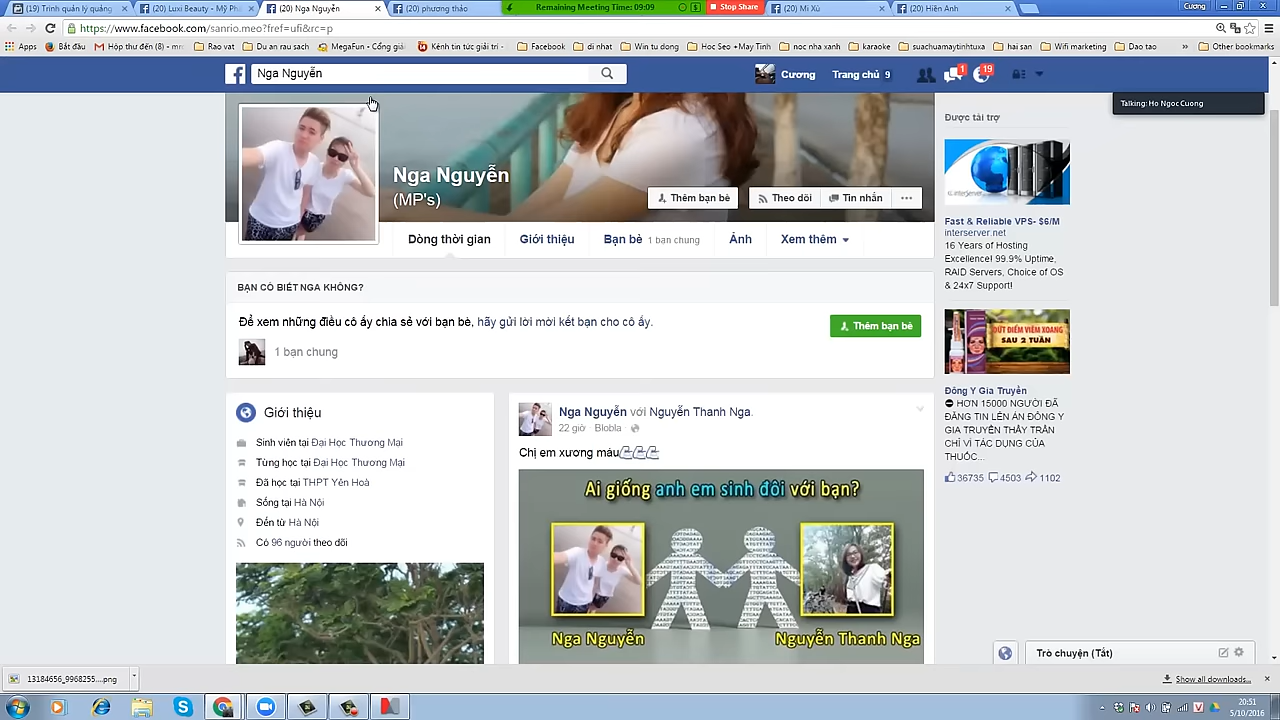 (19) Trình quản lý quảng
(20) Luxi Beauty - Mỹ Phẩ
(20) Nga Nguyễn
(20) phương thảo
Remaining Meeting Time: 09:09
Stop Share
(20) Mi Xù
(20) Hiền Anh
Cương
https://www.facebook.com/sanrio.meo?fref=ufi&rc=p
Apps
Bắt đầu
Hộp thư đến (8) - mrc
MegaFun - Cổng giải
Kênh tin tức giải trí -
Facebook
di nhat
Win tu dong
Hoc Seo +May Tinh
noc nha xanh
karaoke
suachuamaytinhtuxa
hai san
Wifi marketing
Dao tao
»
Other bookmarks
Rao vat
Du an rau sach
Nga Nguyễn
Cương
Trang chủ 9
1
19
Talking: Ho Ngoc Cuong
Nga Nguyễn
(MP's)
Thêm bạn bè
Theo dõi
Tin nhắn
Dòng thời gian
Giới thiệu
Bạn bè 1 bạn chung
Ảnh
Xem thêm
BẠN CÓ BIẾT NGA KHÔNG?
Để xem những điều cô ấy chia sẻ với bạn bè, hãy gửi lời mời kết bạn cho cô ấy.
Thêm bạn bè
1 bạn chung
Giới thiệu
Sinh viên tại Đại Học Thương Mại
Từng học tại Đại Học Thương Mại
Đã học tại THPT Yên Hoà
Sống tại Hà Nội
Đến từ Hà Nội
Có 96 người theo dõi
Nga Nguyễn với Nguyễn Thanh Nga.
22 giờ · Blobla ·
Chị em xương máu
Ai giống anh em sinh đôi với bạn?
Nga Nguyễn
Nguyễn Thanh Nga
Được tài trợ
Fast & Reliable VPS- $6/M
interserver.net
16 Years of Hosting
Excellence! 99.9% Uptime,
RAID Servers, Choice of OS
& 24x7 Support!
DỨT ĐIỂM VIÊM XOANG
SAU 2 TUẦN
Đông Y Gia Truyền
HƠN 15000 NGƯỜI ĐÃ
ĐĂNG TIN LÊN ÁN ĐÔNG Y
GIA TRUYỀN THẦY TRẦN
CHỈ VÌ TÁC DỤNG CỦA
THUỐC...
36735 4503 1102
Trò chuyện (Tắt)
13184656_9968255....png
Show all downloads...
20:51
5/10/2016